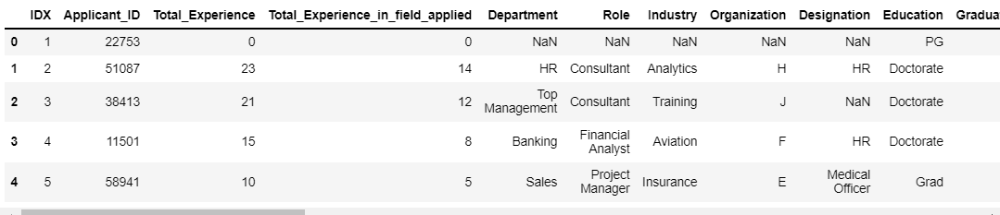 IDX Applicant_ID Total_Experience Total_Experience_in_field_applied Department Role Industry Organization Designation Education Gradua
0 1 22753 0 0 NaN NaN NaN NaN NaN PG
1 2 51087 23 14 HR Consultant Analytics H HR Doctorate
2 3 38413 21 12 Top Management Consultant Training J NaN Doctorate
3 4 11501 15 8 Banking Financial Analyst Aviation F HR Doctorate
4 5 58941 10 5 Sales Project Manager Insurance E Medical Officer Grad